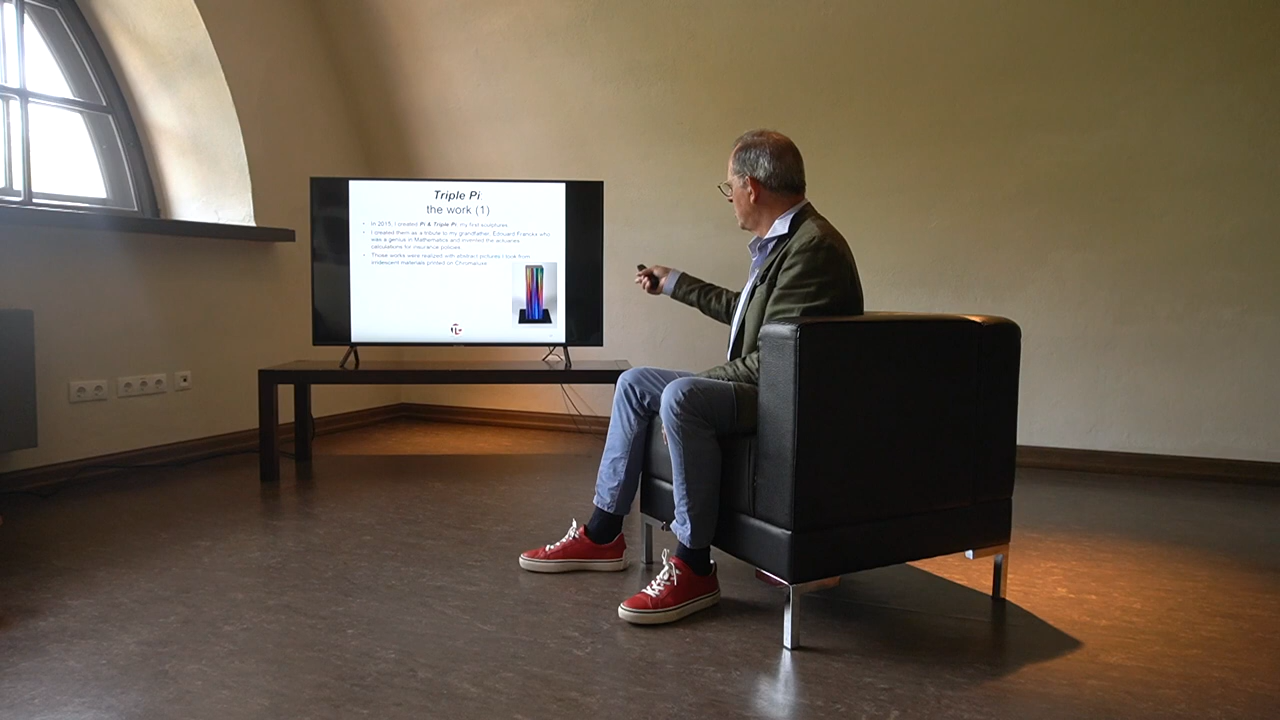 Triple Pi
the work (1)
• In 2015, I created Pi & Triple Pi, my first sculptures.
• I created them as a tribute to my grandfather, Edouard Franckx who
was a genius in Mathematics and invented the actuaries
calculations for insurance policies.
• Those works were realized with abstract pictures I took from
iridescent materials printed on Chromaluxe